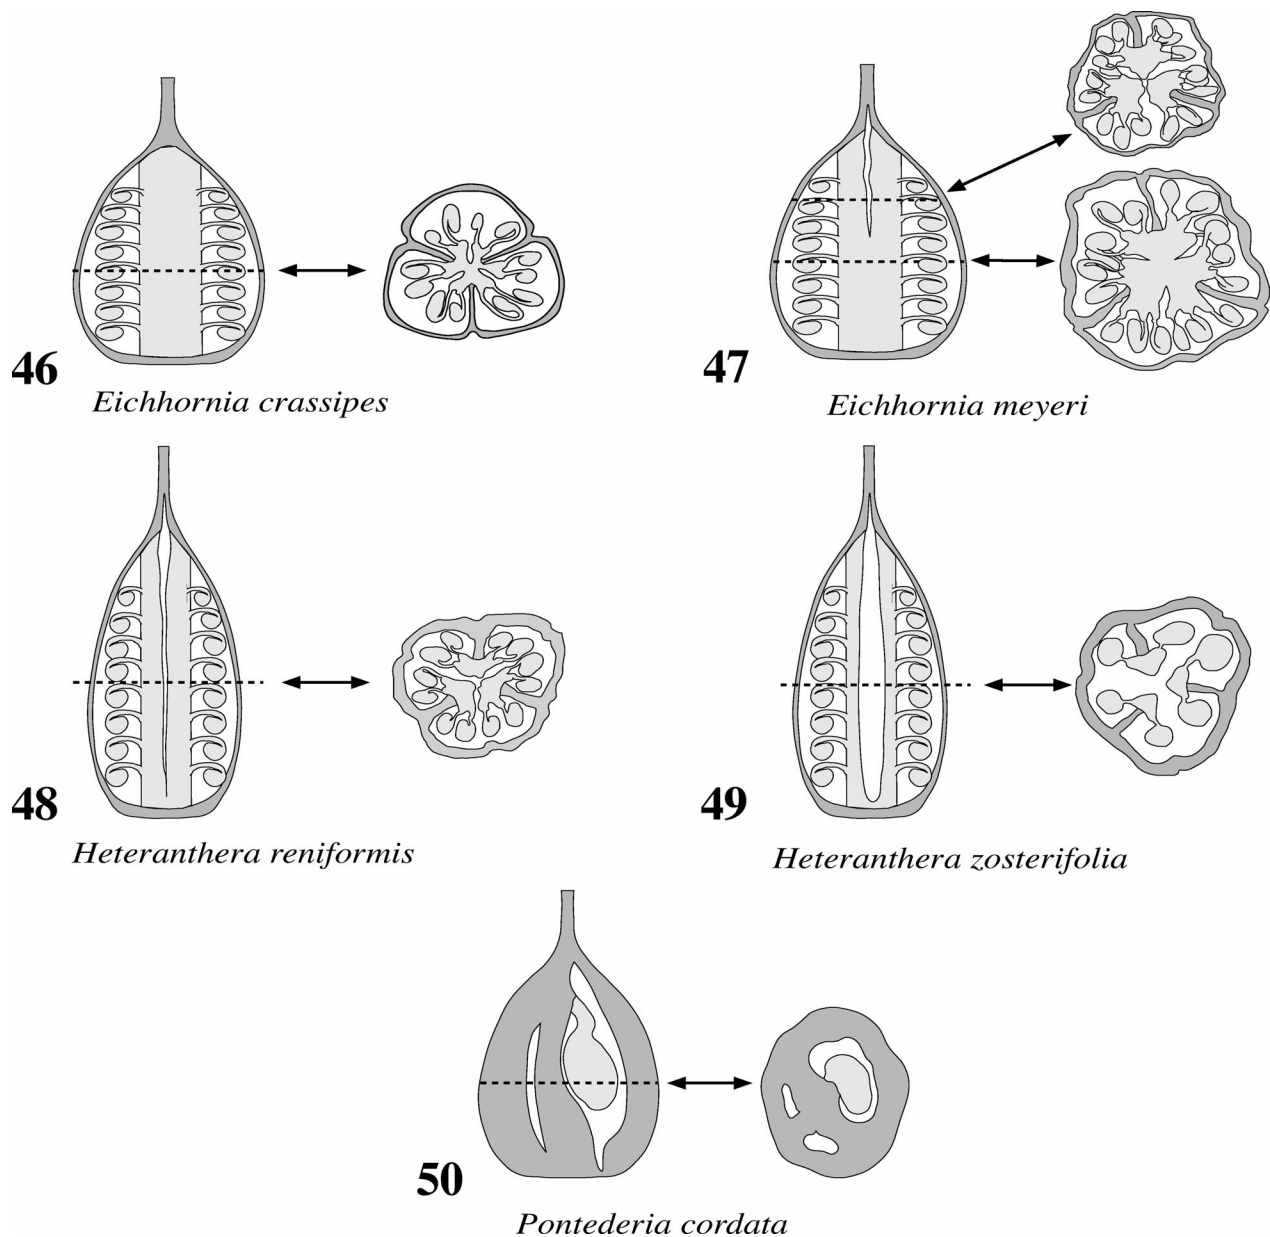 46
Eichhornia crassipes
47
Eichhornia meyeri
48
Heteranthera reniformis
49
Heteranthera zosterifolia
50
Pontederia cordata